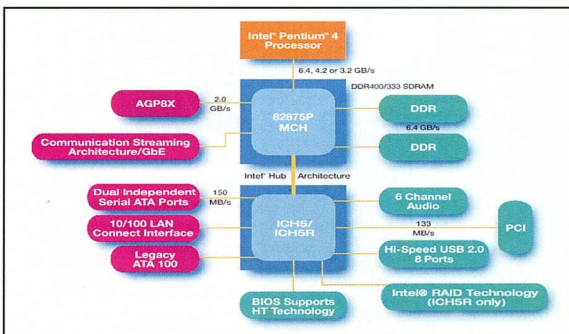 Intel® Pentium® 4
Processor
6.4, 4.2 or 3.2 GB/s
DDR400/333 SDRAM
AGP8X
2.0
GB/s
82875P
MCH
DDR
6.4 GB/s
DDR
Communication Streaming
Architecture/GbE
Intel® Hub
Architecture
Dual Independent
Serial ATA Ports
150
MB/s
6 Channel
Audio
10/100 LAN
Connect Interface
ICH5/
ICH5R
133
MB/s
PCI
Hi-Speed USB 2.0
8 Ports
Legacy
ATA 100
BIOS Supports
HT Technology
Intel® RAID Technology
(ICH5R only)